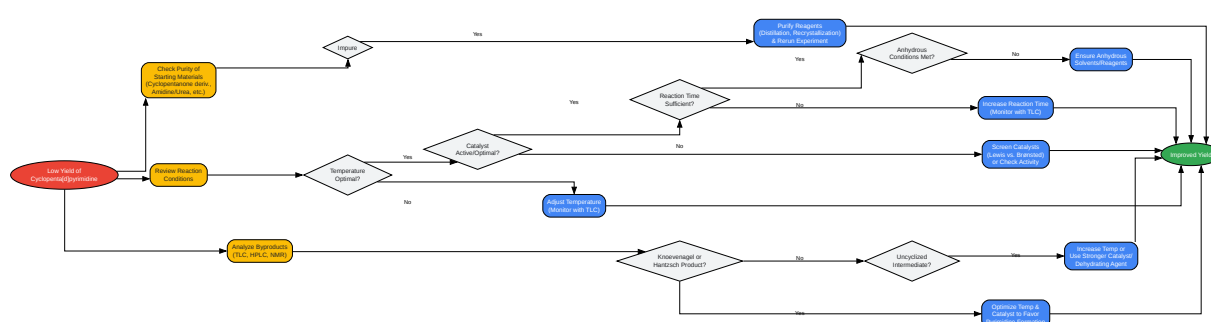 Low Yield of
Cyclopenta[d]pyrimidine
Check Purity of
Starting Materials
(Cyclopentanone deriv.,
Amidine/Urea, etc.)
Review Reaction
Conditions
Analyze Byproducts
(TLC, HPLC, NMR)
Impure
Yes
Purify Reagents
(Distillation, Recrystallization)
& Rerun Experiment
Temperature
Optimal?
Yes
No
Catalyst
Active/Optimal?
Yes
No
Reaction Time
Sufficient?
Yes
No
Anhydrous
Conditions Met?
No
Ensure Anhydrous
Solvents/Reagents
Increase Reaction Time
(Monitor with TLC)
Screen Catalysts
(Lewis vs. Brønsted)
or Check Activity
Adjust Temperature
(Monitor with TLC)
Knoevenagel or
Hantzsch Product?
No
Yes
Uncyclized
Intermediate?
Yes
Increase Temp or
Use Stronger Catalyst/
Dehydrating Agent
Optimize Temp &
Catalyst to Favor
Improved Yield